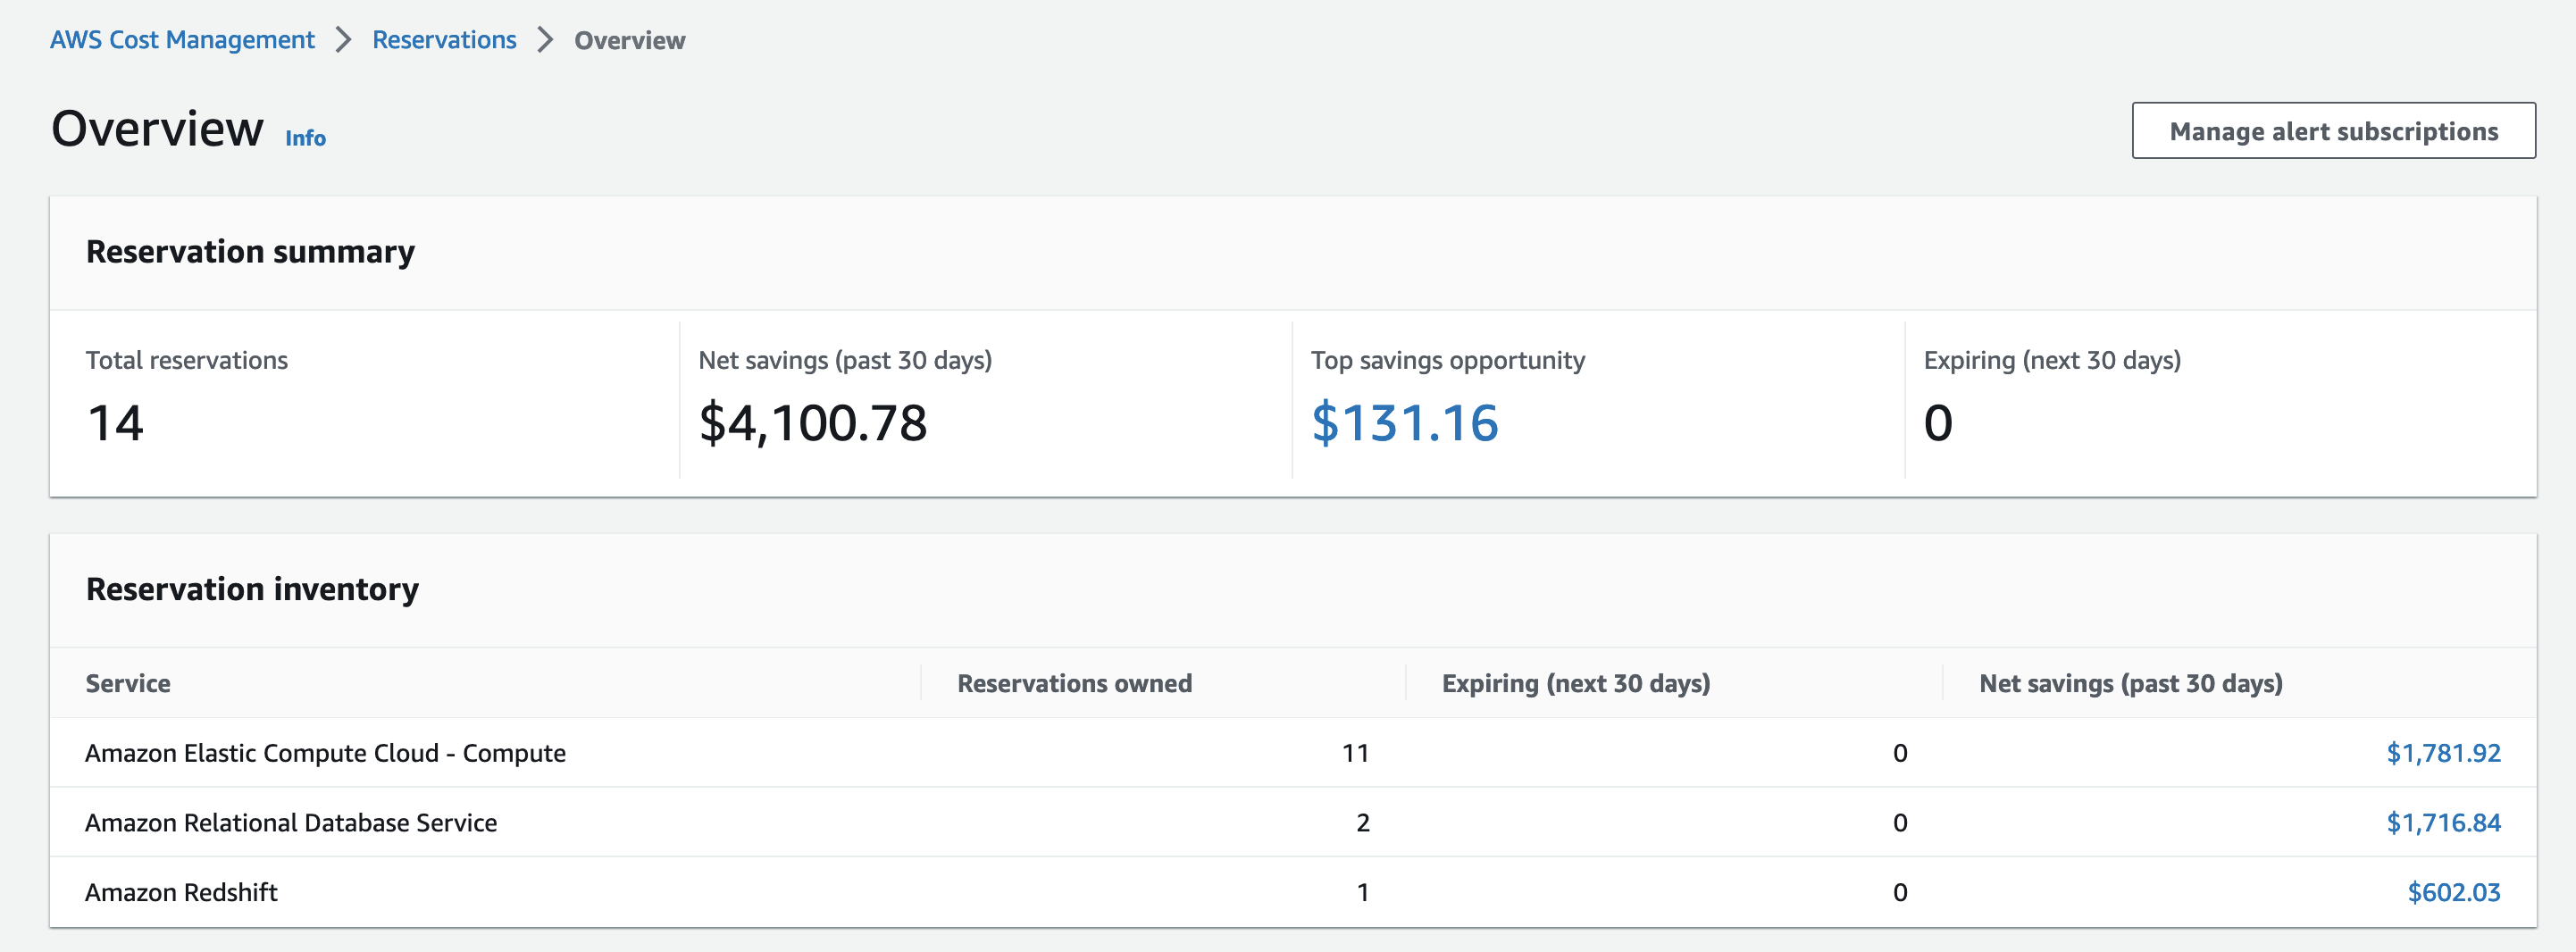 AWS Cost Management > Reservations > Overview
Overview Info
Manage alert subscriptions
Reservation summary
Total reservations
14
Net savings (past 30 days)
$4,100.78
Top savings opportunity
$131.16
Expiring (next 30 days)
0
Reservation inventory
Service Reservations owned Expiring (next 30 days) Net savings (past 30 days)
Amazon Elastic Compute Cloud - Compute 11 0 $1,781.92
Amazon Relational Database Service 2 0 $1,716.84
Amazon Redshift 1 0 $602.03